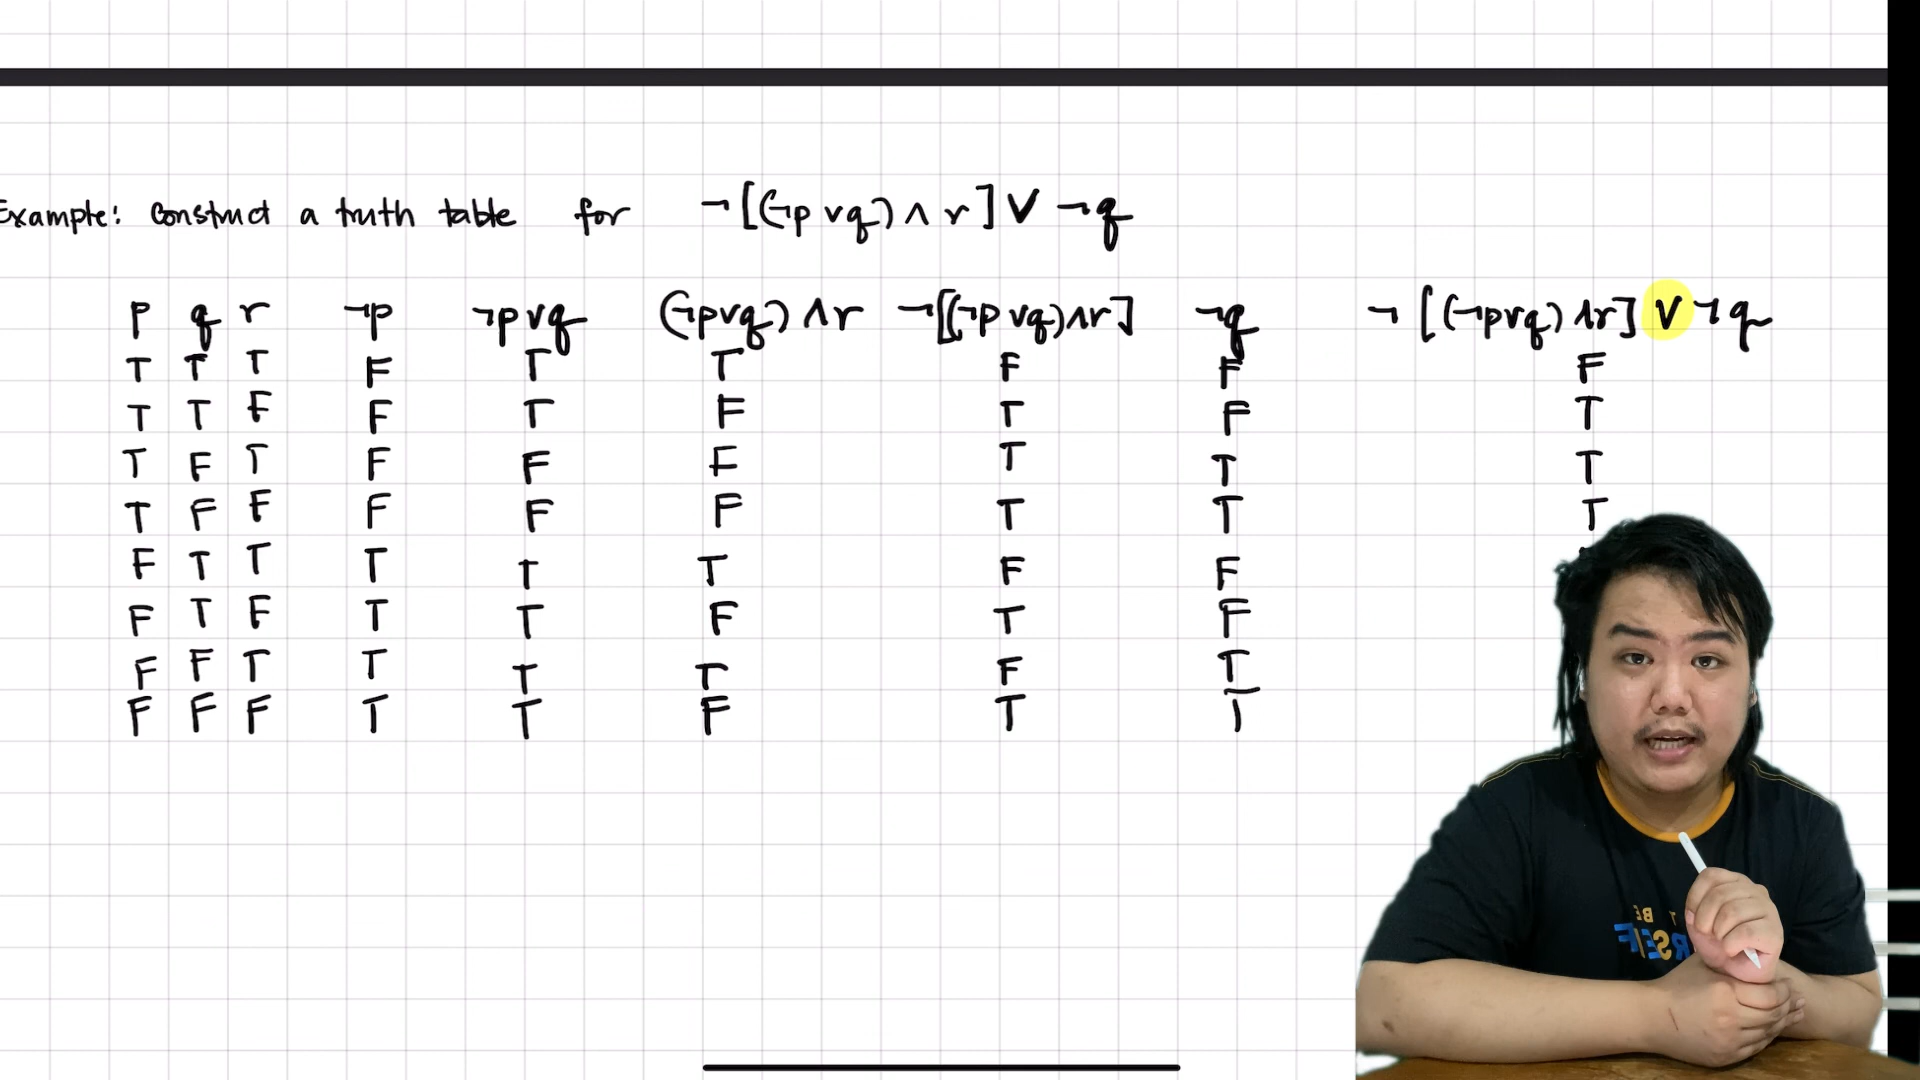 Example: construct a truth table for ¬[(¬p∨q)∧r]∨¬q
p q r ¬p ¬p∨q (¬p∨q)∧r ¬[(¬p∨q)∧r] ¬q ¬[(¬p∨q)∧r]∨¬q
T T T F T T F F F
T T F F T F T F T
T F T F F F T T T
T F F F F F T T T
F T T T T T F F
F T F T T F T F
F F T T T T F T
F F F T T F T T